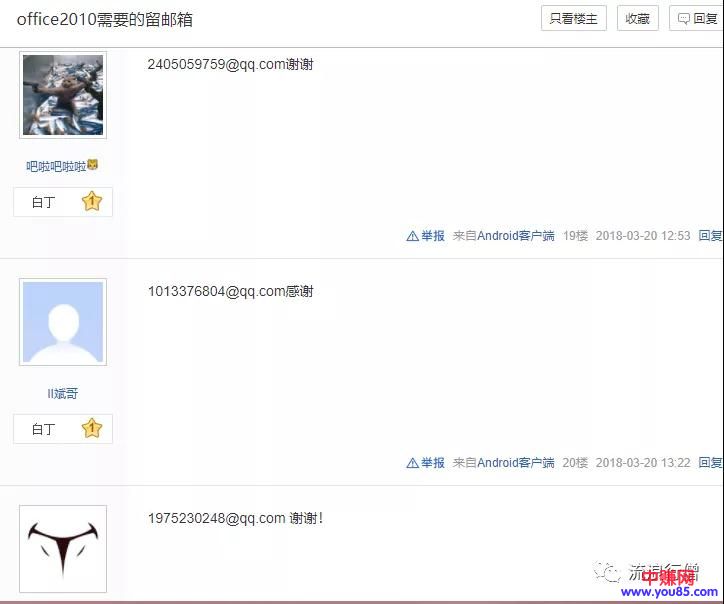 office2010需要的留邮箱
只看楼主 收藏 回复
2405059759@qq.com谢谢
吧啦吧啦啦
白丁 1
举报 来自Android客户端 19楼 2018-03-20 12:53 回复
1013376804@qq.com感谢
II斌哥
白丁 1
举报 来自Android客户端 20楼 2018-03-20 13:22 回复
1975230248@qq.com 谢谢!
流浪行僧
中赚网
www.you85.com